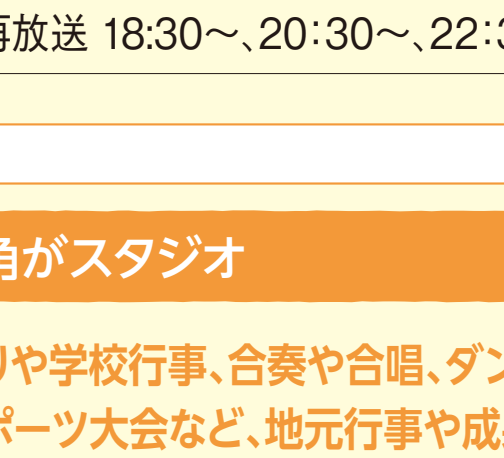 再放送 18:30〜、20：30〜、22：3
角がスタジオ
りや学校行事、合奏や合唱、ダン
ポーツ大会など、地元行事や成